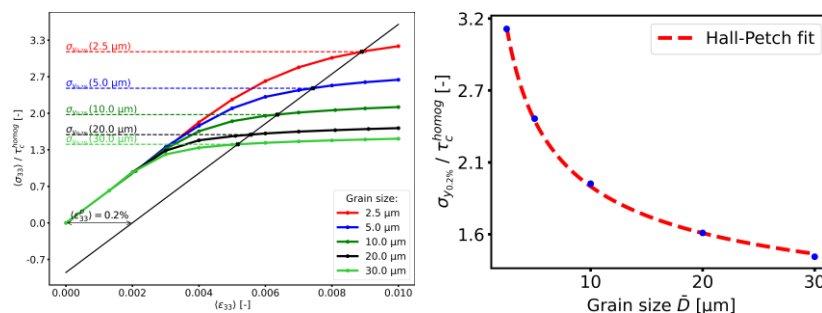 3.3
2.7
2.0
1.3
0.7
0.0
-0.7
⟨σ₃₃⟩ / τ_c^homog [-]
σ_y0.2% (2.5 μm)
σ_y0.2% (5.0 μm)
σ_y0.2% (10.0 μm)
σ_y0.2% (20.0 μm)
σ_y0.2% (30.0 μm)
⟨ε₃₃^p⟩ = 0.2%
Grain size:
2.5 μm
5.0 μm
10.0 μm
20.0 μm
30.0 μm
0.000 0.002 0.004 0.006 0.008 0.010
⟨ε₃₃⟩ [-]
3.2
2.7
2.1
1.6
1.2
σ_y0.2% / τ_c^homog [-]
Hall-Petch fit
10 20 30
Grain size D̄ [μm]